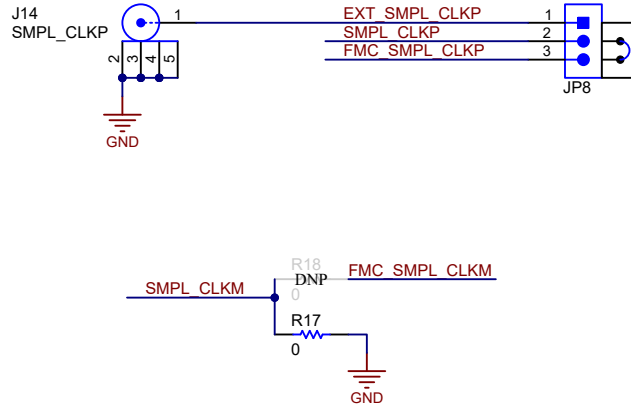 J14
SMPL_CLKP
1
2
3
4
5
GND
EXT_SMPL_CLKP
1
SMPL_CLKP
2
FMC_SMPL_CLKP
3
JP8
R18
DNP
0
FMC_SMPL_CLKM
SMPL_CLKM
R17
0
GND